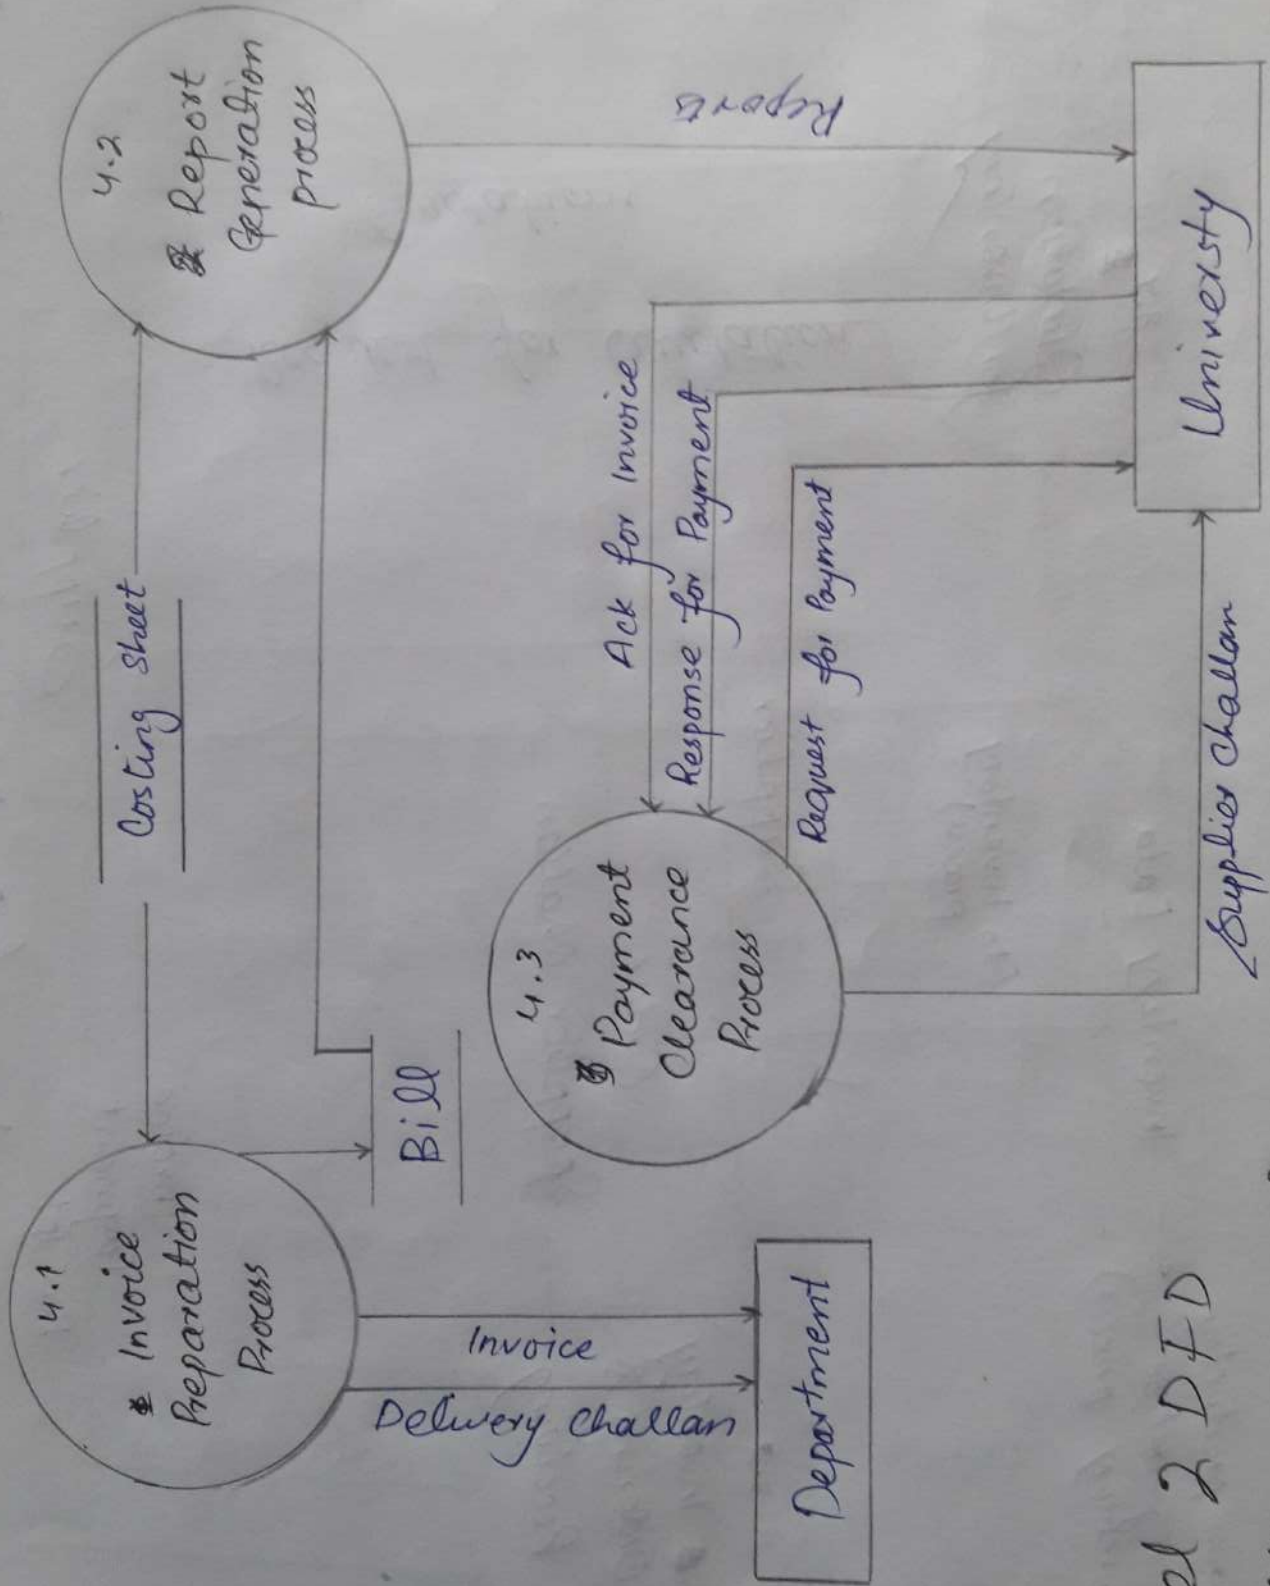 4.1
Invoice
Preparation
Process
Costing Sheet
4.2
Report
Generation
process
Bill
Invoice
Delivery Challan
Department
4.3
Payment
Clearance
Process
Ack for Invoice
Response for Payment
Request for Payment
Reports
Universty
Supplier Challan
2 DFD